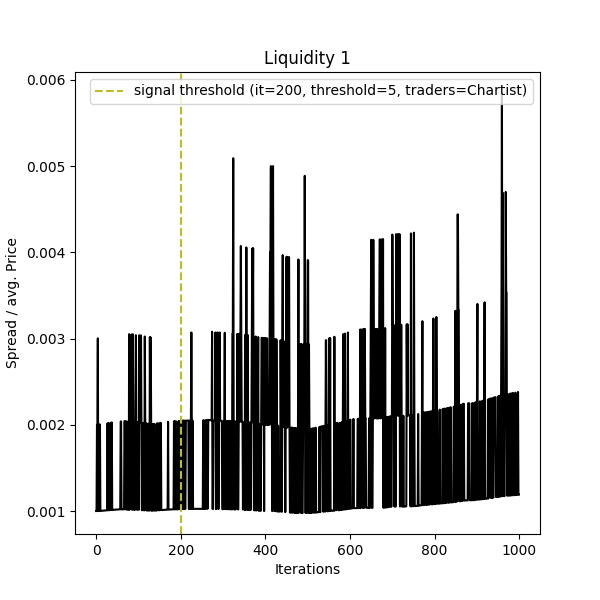 Liquidity 1
0.006
signal threshold (it=200, threshold=5, traders=Chartist)
0.005
0.004
Spread / avg. Price
0.003
0.002
0.001
0 200 400 600 800 1000
Iterations